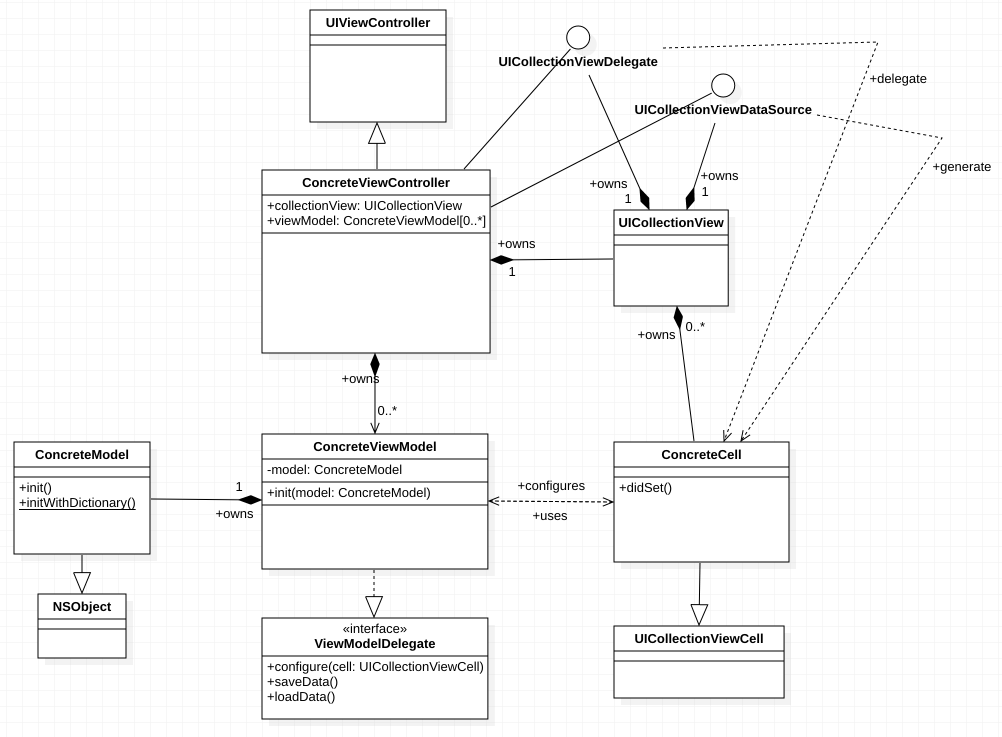 UIViewController
UICollectionViewDelegate
+delegate
UICollectionViewDataSource
+generate
ConcreteViewController
+collectionView: UICollectionView
+viewModel: ConcreteViewModel[0..*]
+owns
1
+owns
1
UICollectionView
+owns
1
+owns
0..*
+owns
0..*
ConcreteModel
+init()
+initWithDictionary()
1
+owns
ConcreteViewModel
-model: ConcreteModel
+init(model: ConcreteModel)
+configures
+uses
ConcreteCell
+didSet()
NSObject
«interface»
ViewModelDelegate
+configure(cell: UICollectionViewCell)
+saveData()
+loadData()
UICollectionViewCell